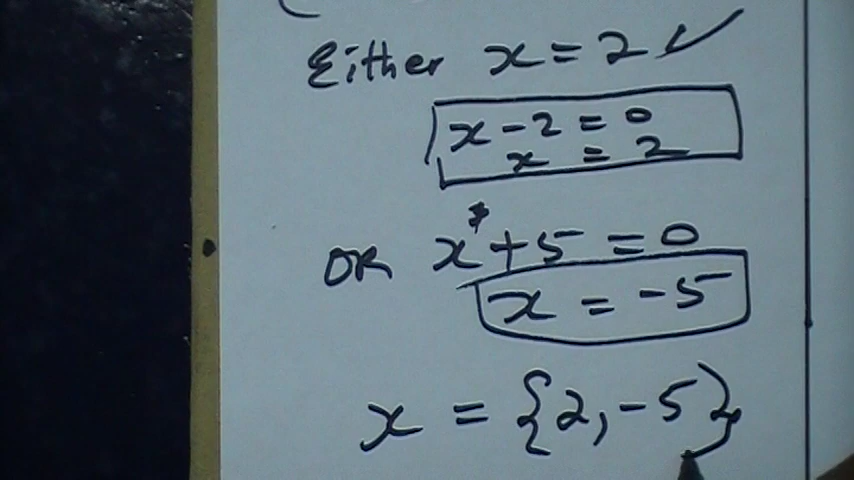 Either x = 2 ✓
x - 2 = 0
x = 2
OR x + 5 = 0
x = -5
x = {2, -5}